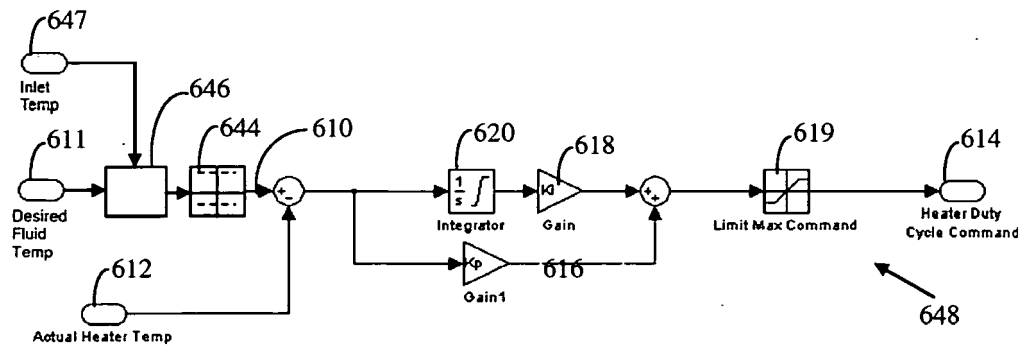 647
Inlet
Temp
646
611
644
610
620
618
619
614
1
s
KI
Desired
Fluid
Temp
Integrator
Gain
Limit Max Command
Heater Duty
Cycle Command
Kp
616
Gain1
612
Actual Heater Temp
648